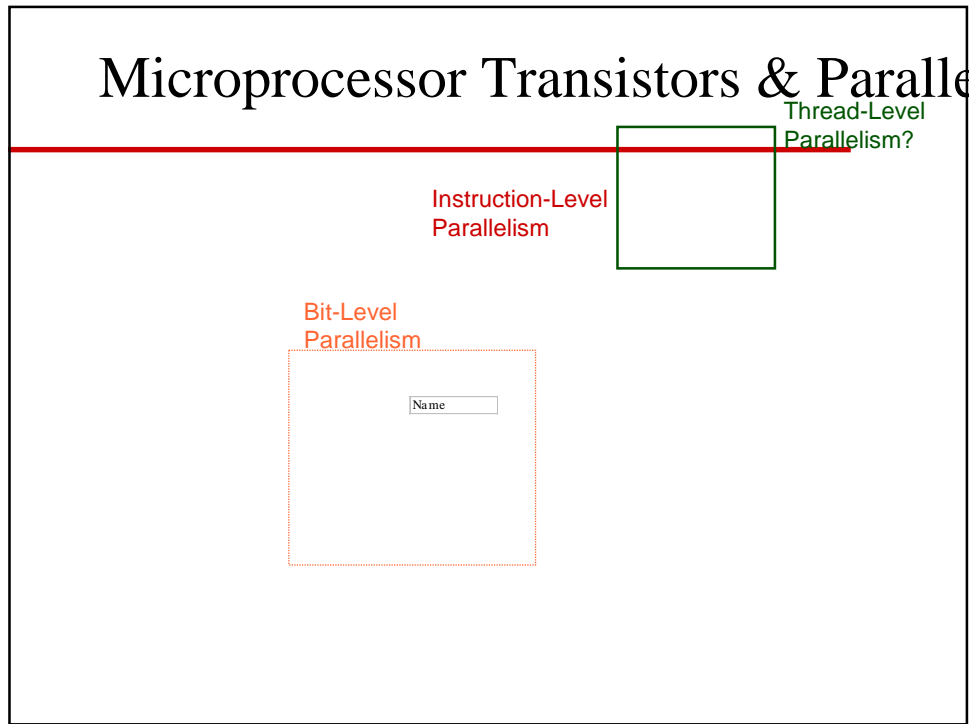 Microprocessor Transistors & Paralle
Thread-Level
Parallelism?
Instruction-Level
Parallelism
Bit-Level
Parallelism
Name